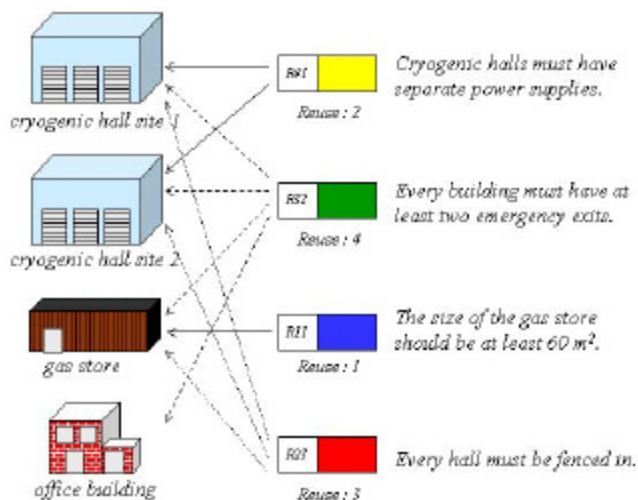 cryogenic hall site 1
cryogenic hall site 2
gas store
office building
Reuse : 2
Reuse : 4
Reuse : 1
Reuse : 3
Cryogenic halls must have
separate power supplies.
Every building must have at
least two emergency exits.
The size of the gas store
should be at least 60 m².
Every hall must be fenced in.